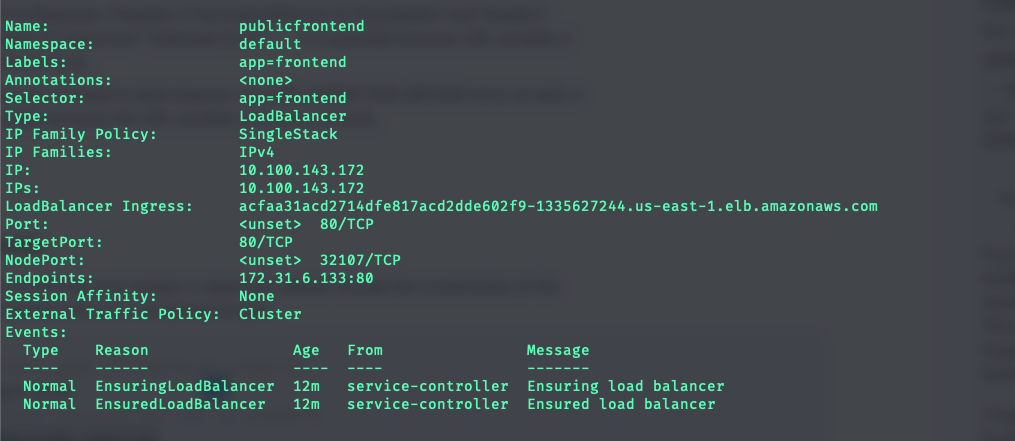 Name: publicfrontend
Namespace: default
Labels: app=frontend
Annotations: <none>
Selector: app=frontend
Type: LoadBalancer
IP Family Policy: SingleStack
IP Families: IPv4
IP: 10.100.143.172
IPs: 10.100.143.172
LoadBalancer Ingress: acfaa31acd2714dfe817acd2dde602f9-1335627244.us-east-1.elb.amazonaws.com
Port: <unset> 80/TCP
TargetPort: 80/TCP
NodePort: <unset> 32107/TCP
Endpoints: 172.31.6.133:80
Session Affinity: None
External Traffic Policy: Cluster
Events:
Type Reason Age From Message
---- ------ ---- ---- -------
Normal EnsuringLoadBalancer 12m service-controller Ensuring load balancer
Normal EnsuredLoadBalancer 12m service-controller Ensured load balancer